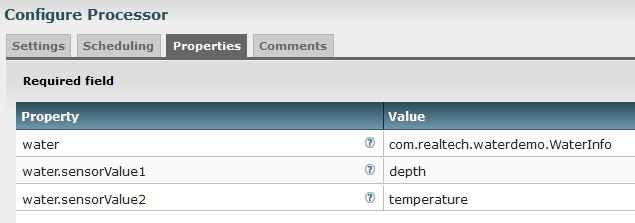 Configure Processor
Settings Scheduling Properties Comments
Required field
Property Value
water ? com.realtech.waterdemo.WaterInfo
water.sensorValue1 ? depth
water.sensorValue2 ? temperature